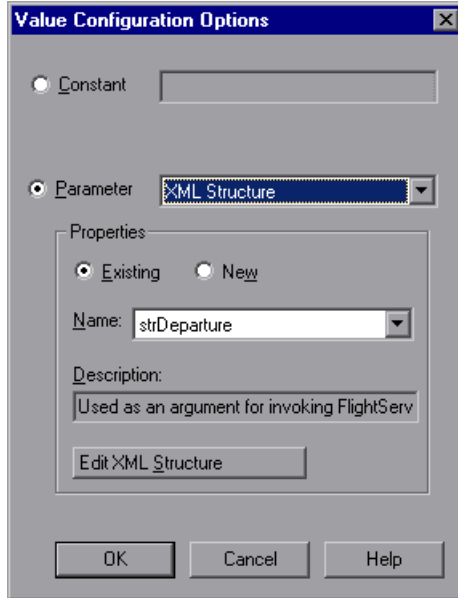 Value Configuration Options
Constant
Parameter XML Structure
Properties
Existing New
Name: strDeparture
Description:
Used as an argument for invoking FlightServ
Edit XML Structure
OK Cancel Help